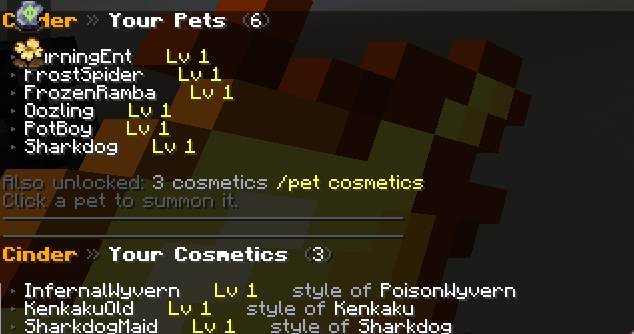 Cinder » Your Pets (6)
▸ BurningEnt Lv 1
▸ FrostSpider Lv 1
▸ FrozenRamba Lv 1
▸ Oozling Lv 1
▸ PotBoy Lv 1
▸ Sharkdog Lv 1
Also unlocked: 3 cosmetics /pet cosmetics
Click a pet to summon it.
Cinder » Your Cosmetics (3)
▸ InfernalWyvern Lv 1 style of PoisonWyvern
▸ KenkakuOld Lv 1 style of Kenkaku
▸ SharkdogMaid Lv 1 style of Sharkdog